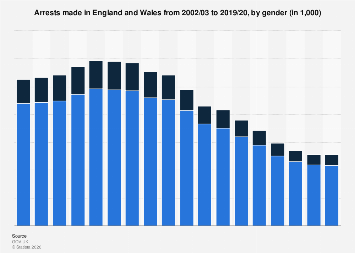 Arrests made in England and Wales from 2002/03 to 2019/20, by gender (in 1,000)
Source
© Statista 2020